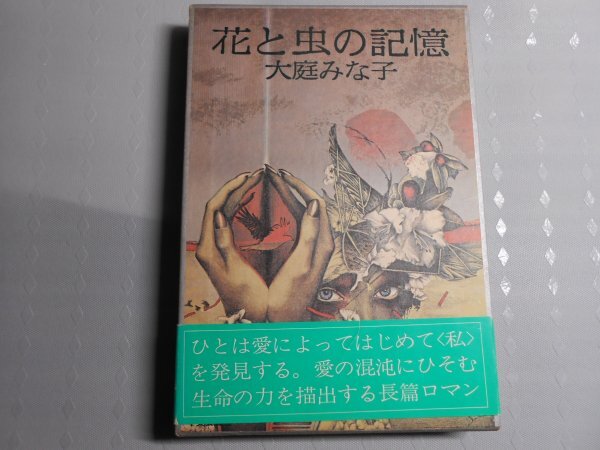 花と虫の記憶
大庭みな子
ひとは愛によってはじめて〈私〉
を発見する。愛の混沌にひそむ
生命の力を描出する長篇ロマン